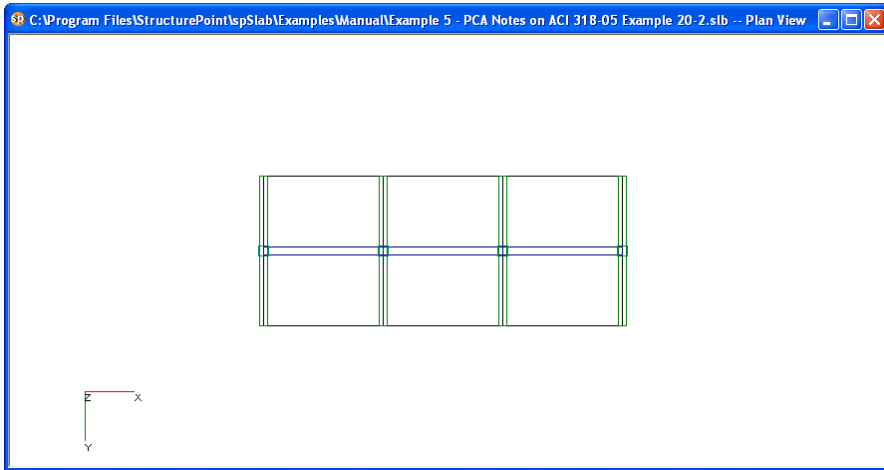 sp C:\Program Files\StructurePoint\spSlab\Examples\Manual\Example 5 - PCA Notes on ACI 318-05 Example 20-2.slb -- Plan View
Z X
Y